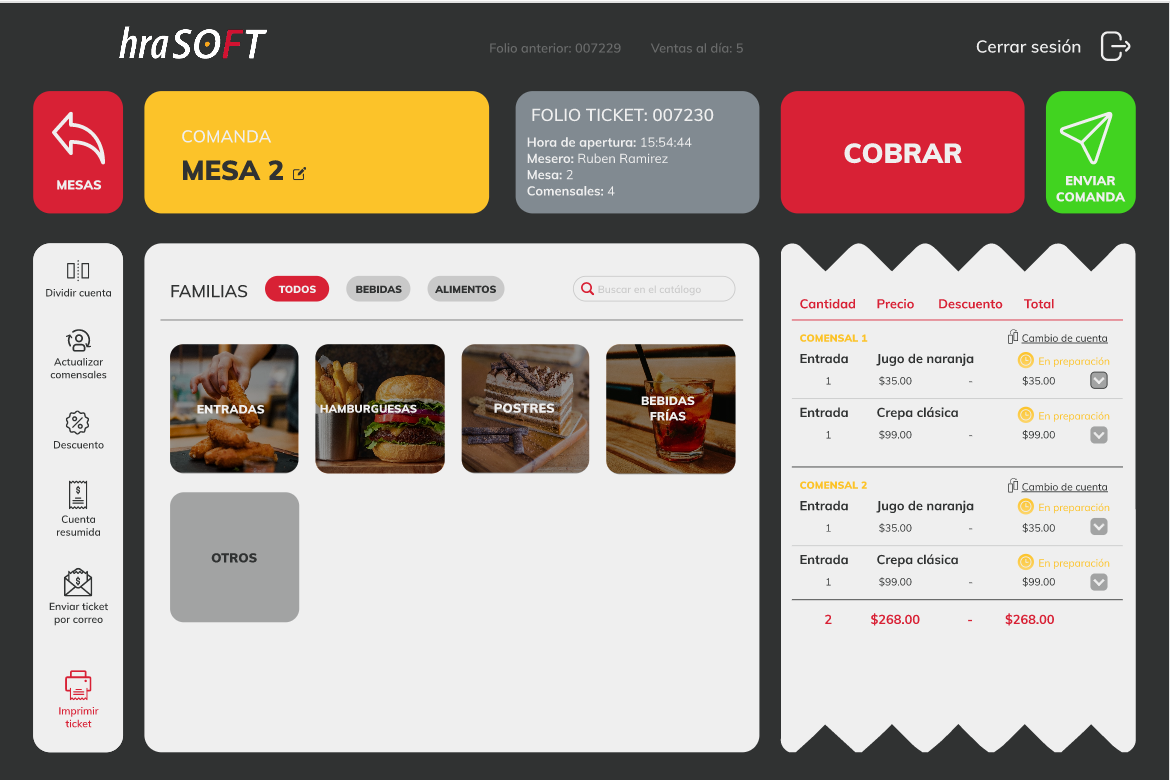 hraSOFT
Folio anterior: 007229
Ventas al día: 5
Cerrar sesión
MESAS
COMANDA
MESA 2
FOLIO TICKET: 007230
Hora de apertura: 15:54:44
Mesero: Ruben Ramirez
Mesa: 2
Comensales: 4
COBRAR
ENVIAR
COMANDA
Dividir cuenta
Actualizar
comensales
Descuento
Cuenta
resumida
Enviar ticket
por correo
Imprimir
ticket
FAMILIAS
TODOS
BEBIDAS
ALIMENTOS
Buscar en el catálogo
ENTRADAS
HAMBURGUESAS
POSTRES
BEBIDAS
FRÍAS
OTROS
Cantidad Precio Descuento Total
COMENSAL 1 Cambio de cuenta
Entrada Jugo de naranja En preparación
1 $35.00 - $35.00
Entrada Crepa clásica En preparación
1 $99.00 - $99.00
COMENSAL 2 Cambio de cuenta
Entrada Jugo de naranja En preparación
1 $35.00 - $35.00
Entrada Crepa clásica En preparación
1 $99.00 - $99.00
2 $268.00 - $268.00